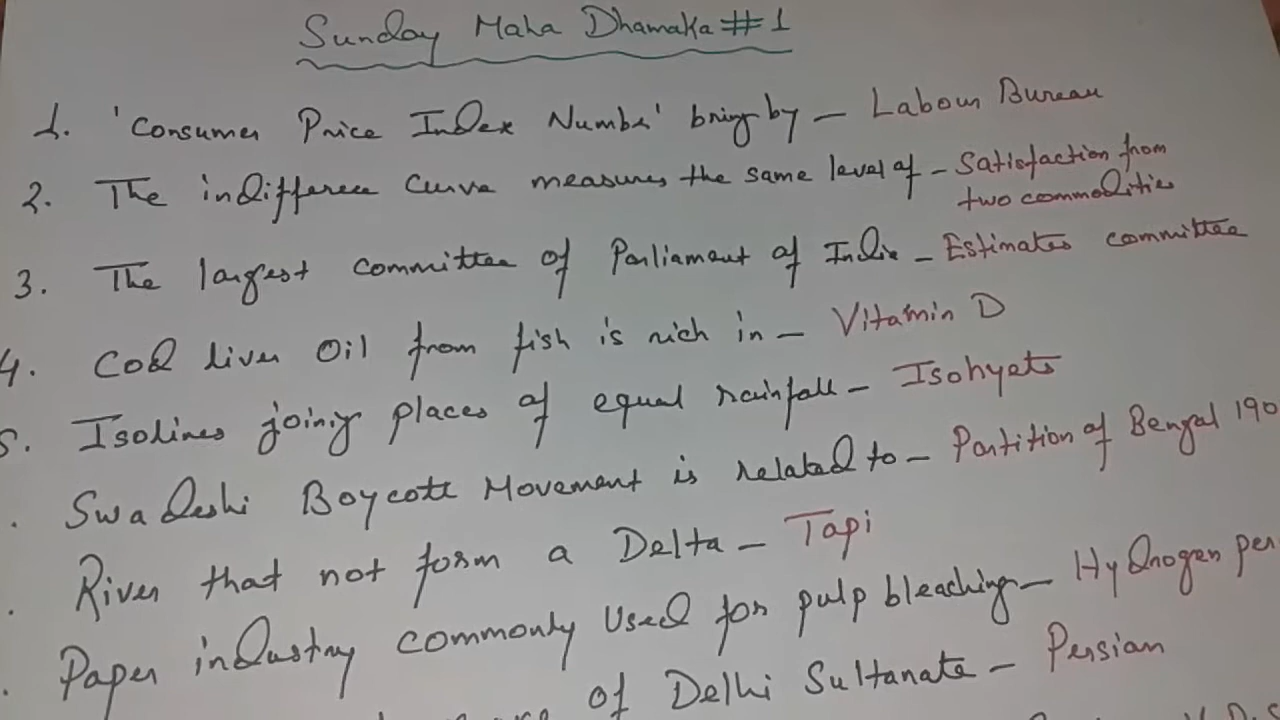 Sunday Maha Dhamaka #1
1. 'Consumer Price Index Number' bring by - Labour Bureau
2. The indifference Curve measures the same level of - Satisfaction from
two commodities
3. The largest committee of Parliament of India - Estimates committee
4. Cod liver Oil from fish is rich in - Vitamin D
5. Isolines joining places of equal rainfall - Isohyets
. Swadeshi Boycott Movement is related to - Partition of Bengal 190
. River that not form a Delta - Tapi
. Paper industry commonly used for pulp bleaching - Hydrogen per
of Delhi Sultanate - Persian